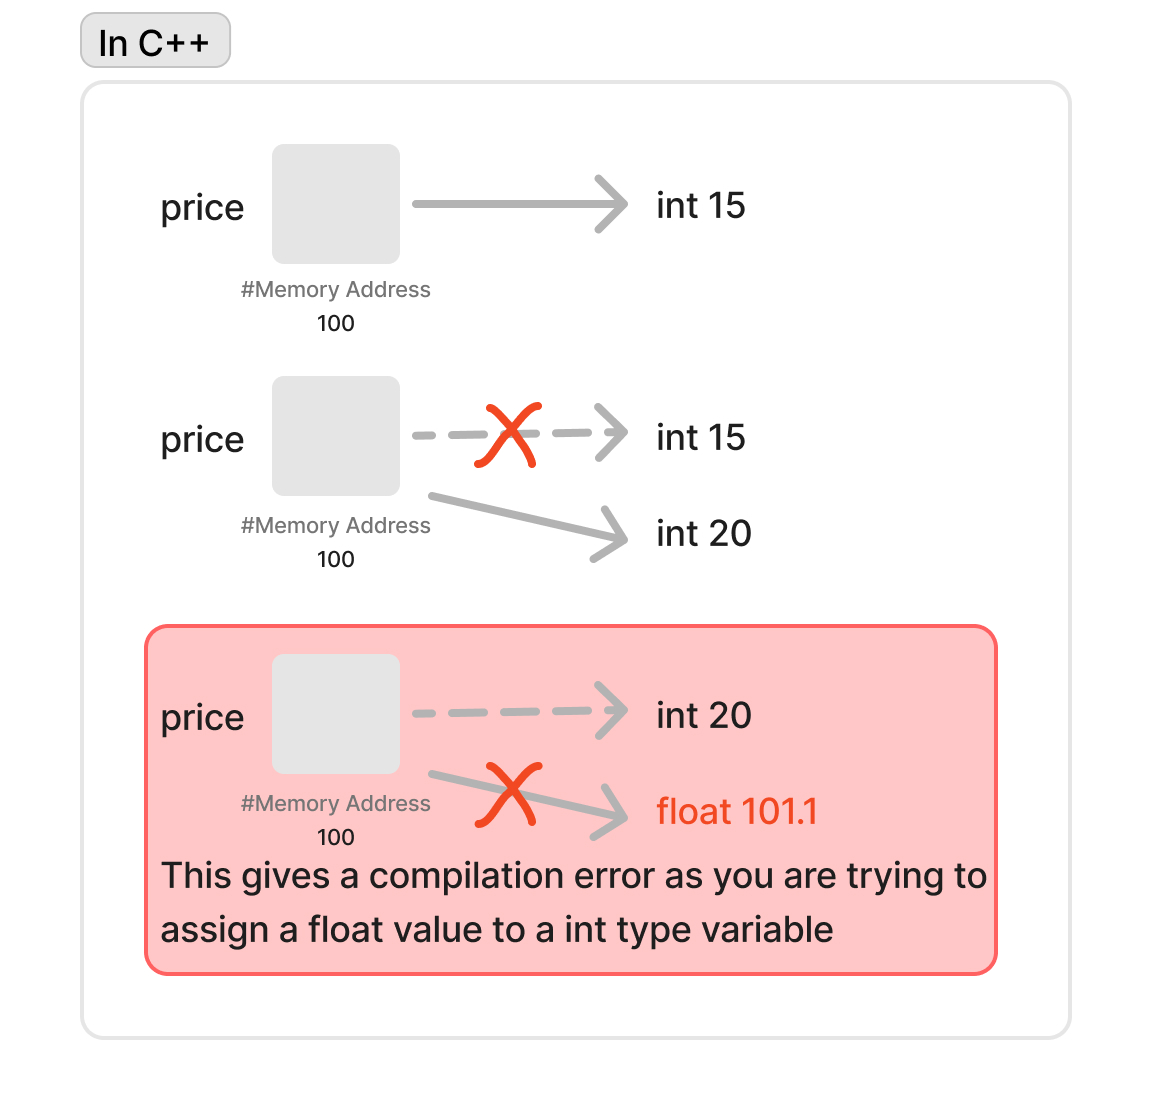 In C++
price
int 15
#Memory Address
100
price
int 15
int 20
#Memory Address
100
price
int 20
float 101.1
#Memory Address
100
This gives a compilation error as you are trying to
assign a float value to a int type variable